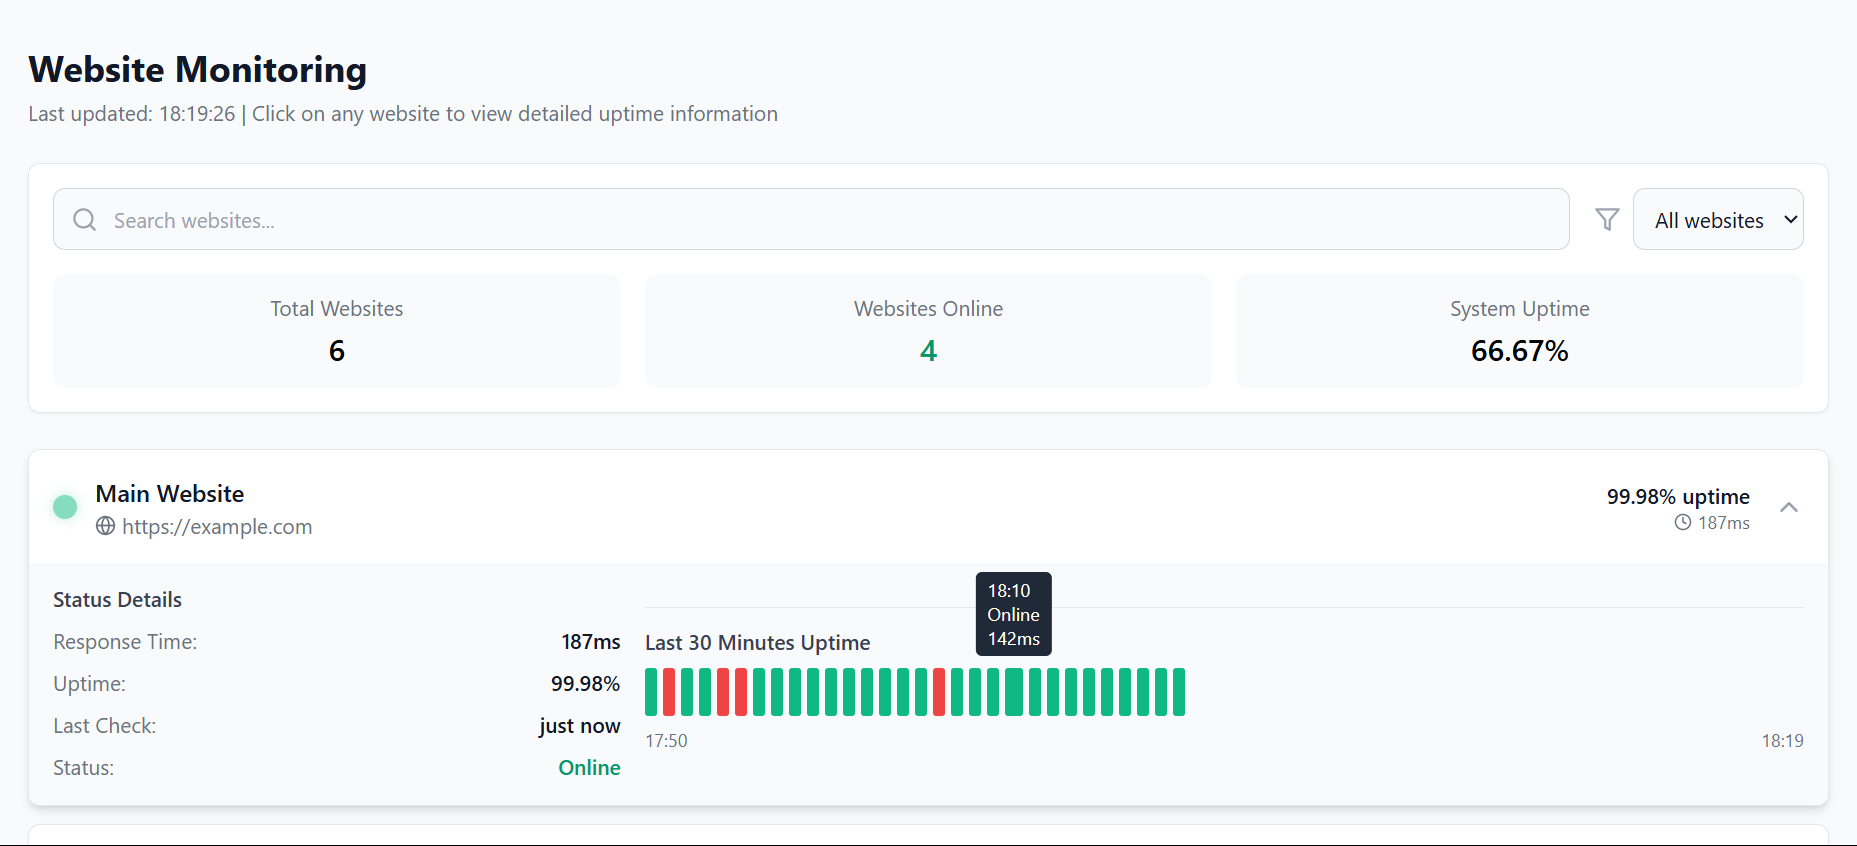 Website Monitoring
Last updated: 18:19:26 | Click on any website to view detailed uptime information
Search websites...
All websites
Total Websites
6
Websites Online
4
System Uptime
66.67%
Main Website
https://example.com
99.98% uptime
187ms
Status Details
Response Time: 187ms
Uptime: 99.98%
Last Check: just now
Status: Online
18:10
Online
142ms
Last 30 Minutes Uptime
17:50
18:19